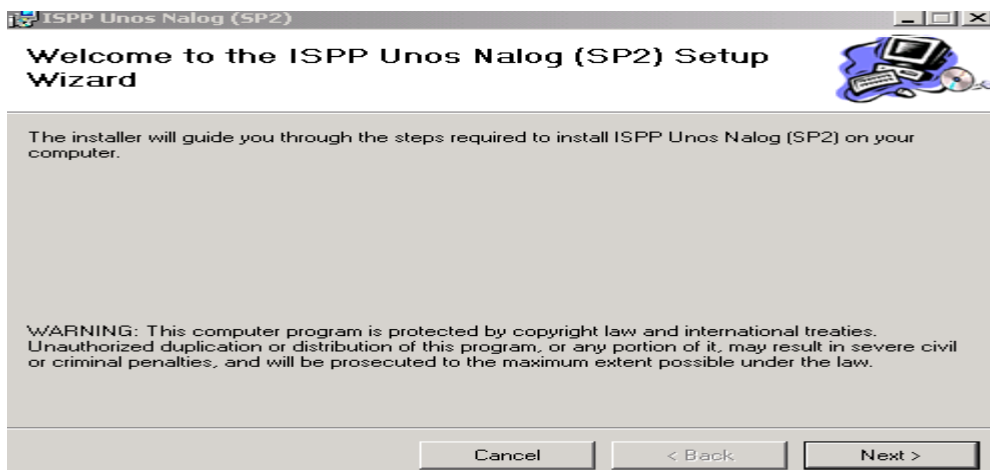 ISPP Unos Nalog (SP2)
Welcome to the ISPP Unos Nalog (SP2) Setup
Wizard
The installer will guide you through the steps required to install ISPP Unos Nalog (SP2) on your
computer.
WARNING: This computer program is protected by copyright law and international treaties.
Unauthorized duplication or distribution of this program, or any portion of it, may result in severe civil
or criminal penalties, and will be prosecuted to the maximum extent possible under the law.
Cancel < Back Next >